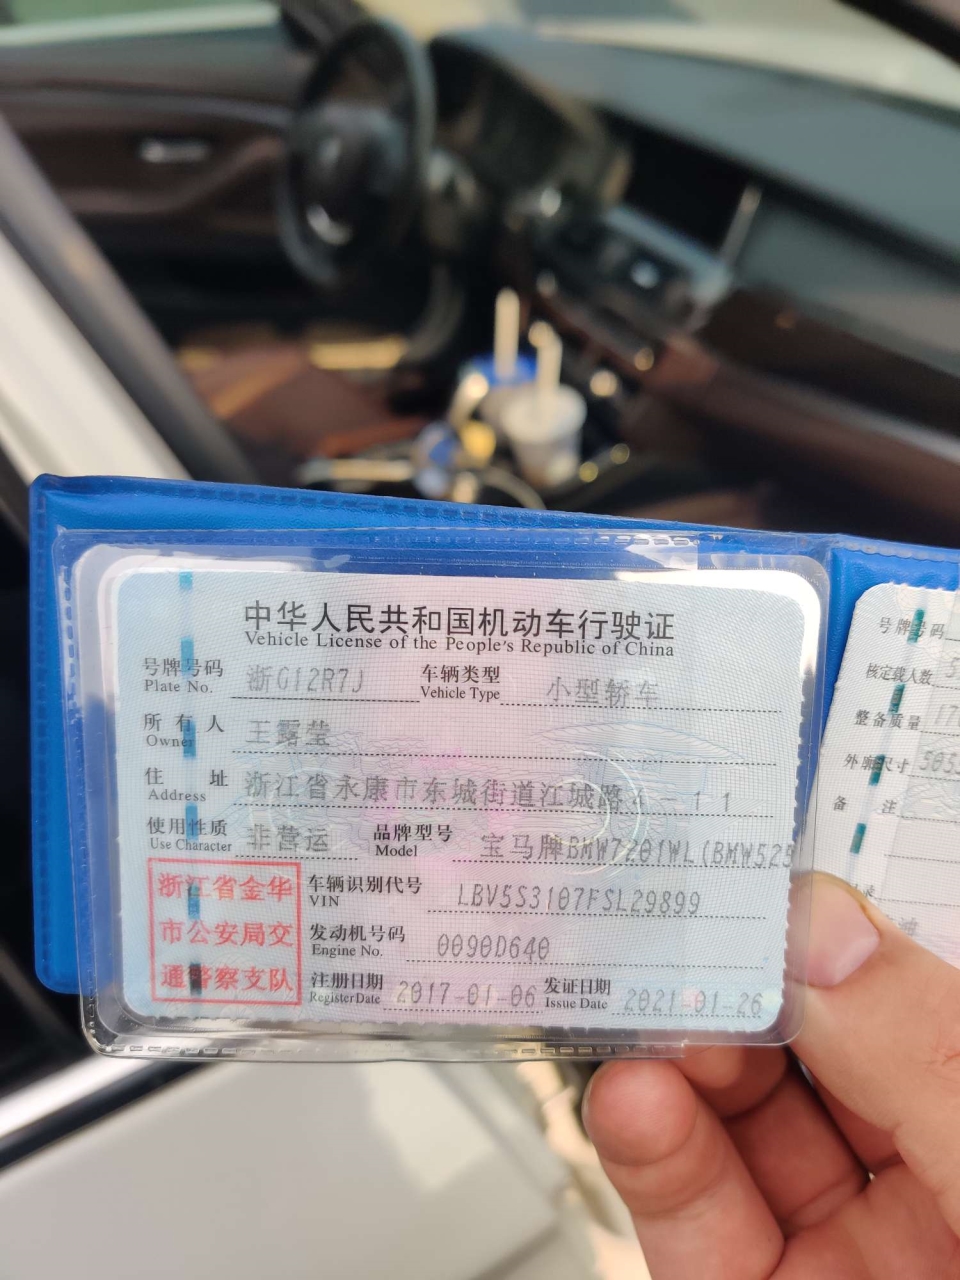 中华人民共和国机动车行驶证
Vehicle License of the People's Republic of China
号牌号码 浙G12R7J 车辆类型 小型轿车
Plate No. Vehicle Type
所有人 王露莹
Owner
住址 浙江省永康市东城街道江城路4-11
Address
使用性质 非营运 品牌型号 宝马牌BMW7201WL(BMW525
Use Character Model
浙江省金华
市公安局交
通警察支队
车辆识别代号 LBV5S3107FSL29899
VIN
发动机号码 0090D640
Engine No.
注册日期 2017-01-06 发证日期 2021-01-26
Register Date Issue Date
号牌号码
核定载人数 5
整备质量
外廓尺寸
备注